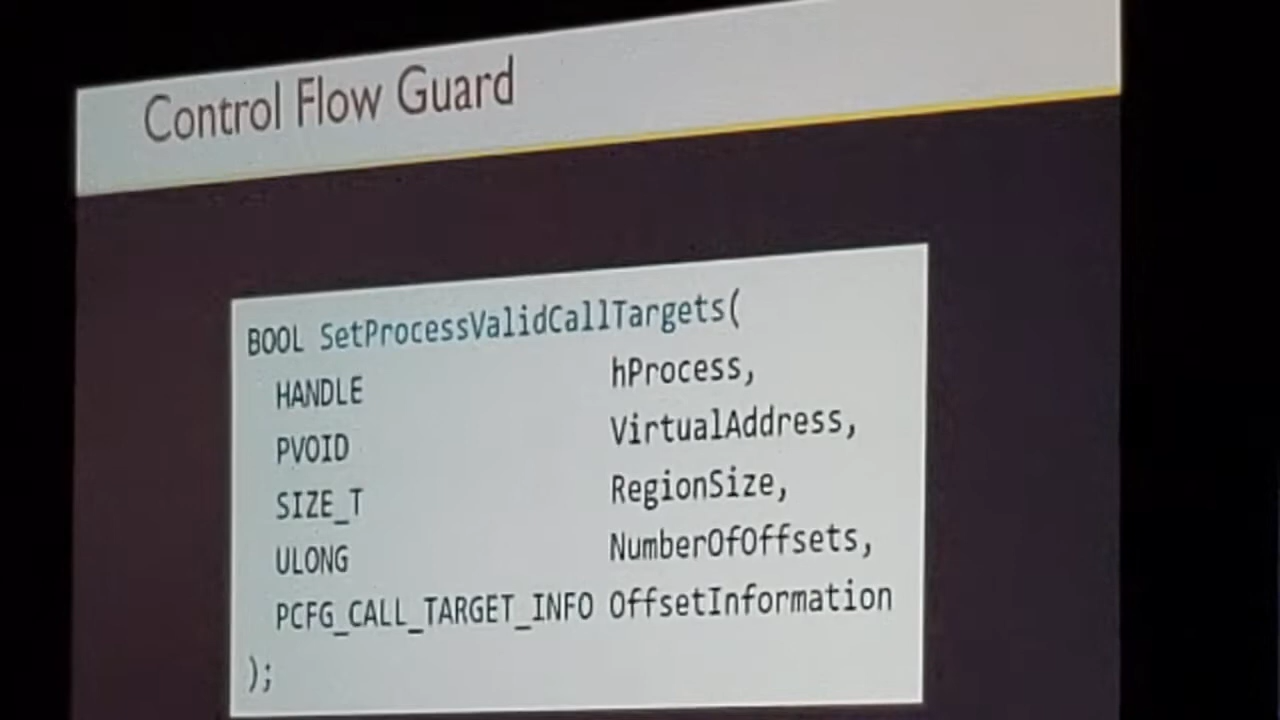 Control Flow Guard
BOOL SetProcessValidCallTargets(
HANDLE hProcess,
PVOID VirtualAddress,
SIZE_T RegionSize,
ULONG NumberOfOffsets,
PCFG_CALL_TARGET_INFO OffsetInformation
);